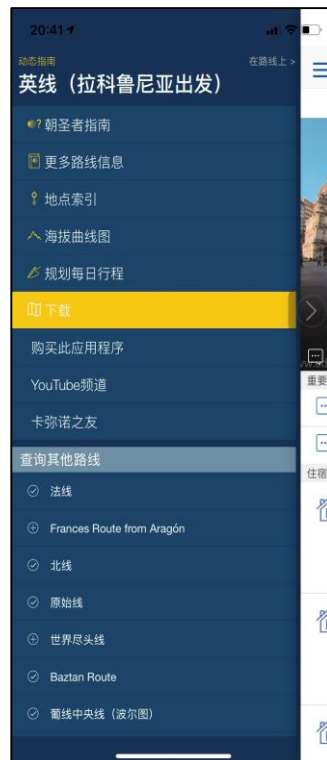 20:41
动态指南
在路线上 >
英线（拉科鲁尼亚出发）
朝圣者指南
更多路线信息
地点索引
海拔曲线图
规划每日行程
下载
购买此应用程序
YouTube频道
卡弥诺之友
查询其他路线
法线
Frances Route from Aragón
北线
原始线
世界尽头线
Baztan Route
葡线中央线（波尔图）
重要
住宿